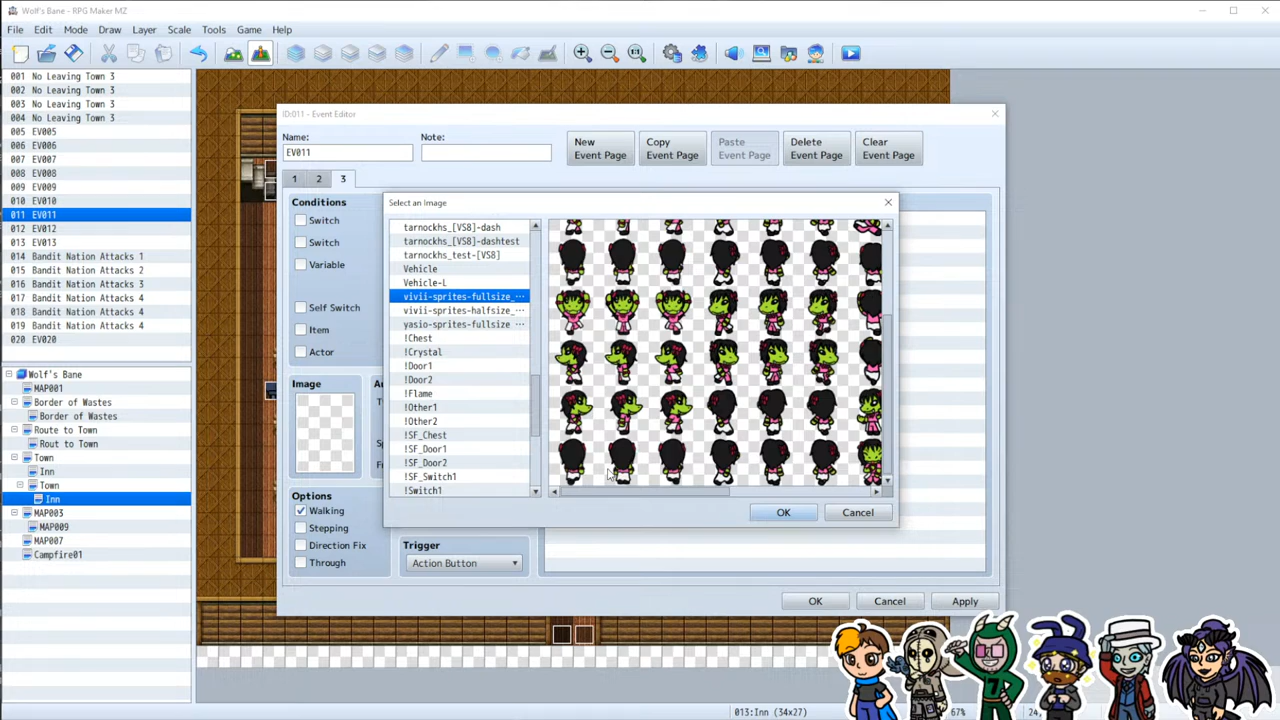 Wolf's Bane - RPG Maker MZ
File Edit Mode Draw Layer Scale Tools Game Help
001 No Leaving Town 3
002 No Leaving Town 3
003 No Leaving Town 3
004 No Leaving Town 3
005 EV005
006 EV006
007 EV007
008 EV008
009 EV009
010 EV010
011 EV011
012 EV012
013 EV013
014 Bandit Nation Attacks 1
015 Bandit Nation Attacks 2
016 Bandit Nation Attacks 3
017 Bandit Nation Attacks 4
018 Bandit Nation Attacks 4
019 Bandit Nation Attacks 4
020 EV020
Wolf's Bane
MAP001
Border of Wastes
Border of Wastes
Route to Town
Rout to Town
Town
Inn
Town
Inn
MAP003
MAP009
MAP007
Campfire01
ID:011 - Event Editor
Name:
Note:
EV011
New
Event Page
Copy
Event Page
Paste
Event Page
Delete
Event Page
Clear
Event Page
1 2 3
Conditions
Switch
Switch
Variable
Self Switch
Item
Actor
Image
Options
Walking
Stepping
Direction Fix
Through
Trigger
Action Button
Select an Image
tarnockhs_[VS8]-dash
tarnockhs_[VS8]-dashtest
tarnockhs_test-[VS8]
Vehicle
Vehicle-L
vivii-sprites-fullsize_…
vivii-sprites-halfsize_…
yasio-sprites-fullsize …
!Chest
!Crystal
!Door1
!Door2
!Flame
!Other1
!Other2
!SF_Chest
!SF_Door1
!SF_Door2
!SF_Switch1
!Switch1
OK Cancel
OK Cancel Apply
7
013:Inn (34x27)
67%
24,